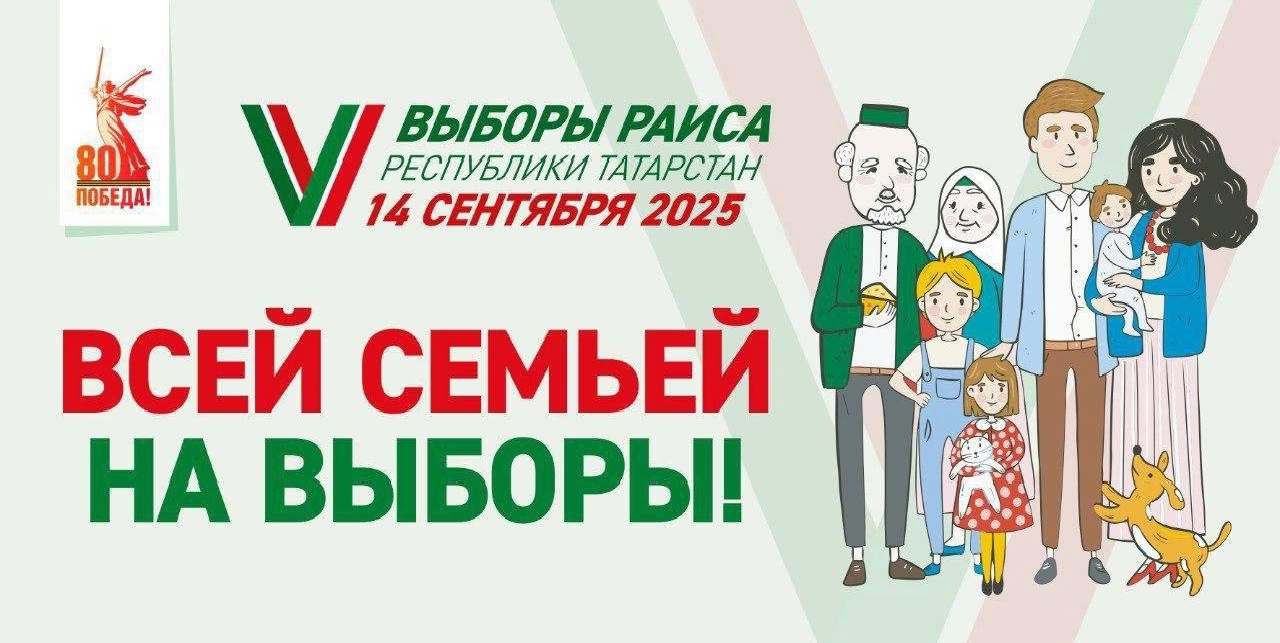 80
ПОБЕДА!
ВЫБОРЫ РАИСА
РЕСПУБЛИКИ ТАТАРСТАН
14 СЕНТЯБРЯ 2025
ВСЕЙ СЕМЬЕЙ
НА ВЫБОРЫ!